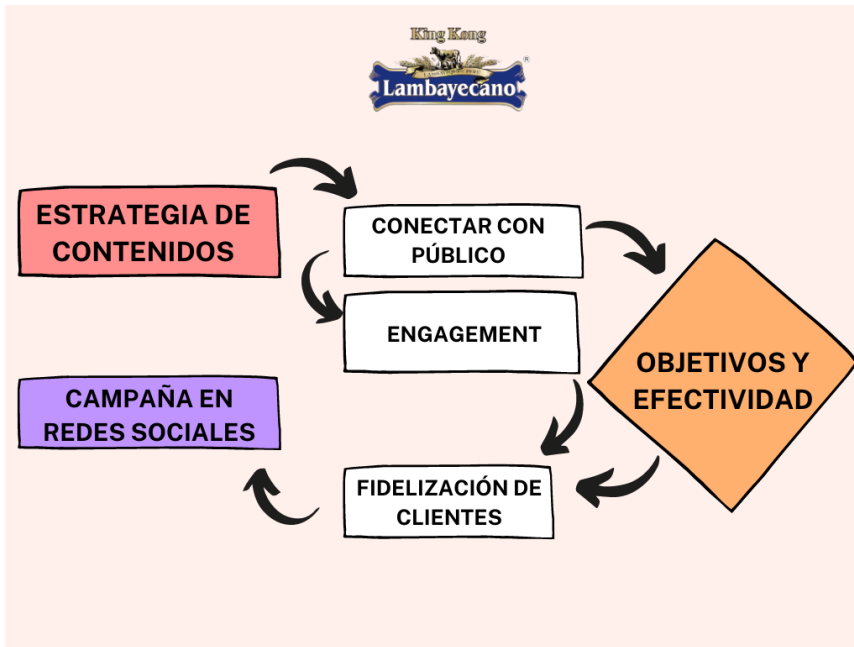 King Kong
Lambayecano
ESTRATEGIA DE
CONTENIDOS
CONECTAR CON
PÚBLICO
ENGAGEMENT
OBJETIVOS Y
EFECTIVIDAD
CAMPAÑA EN
REDES SOCIALES
FIDELIZACIÓN DE
CLIENTES